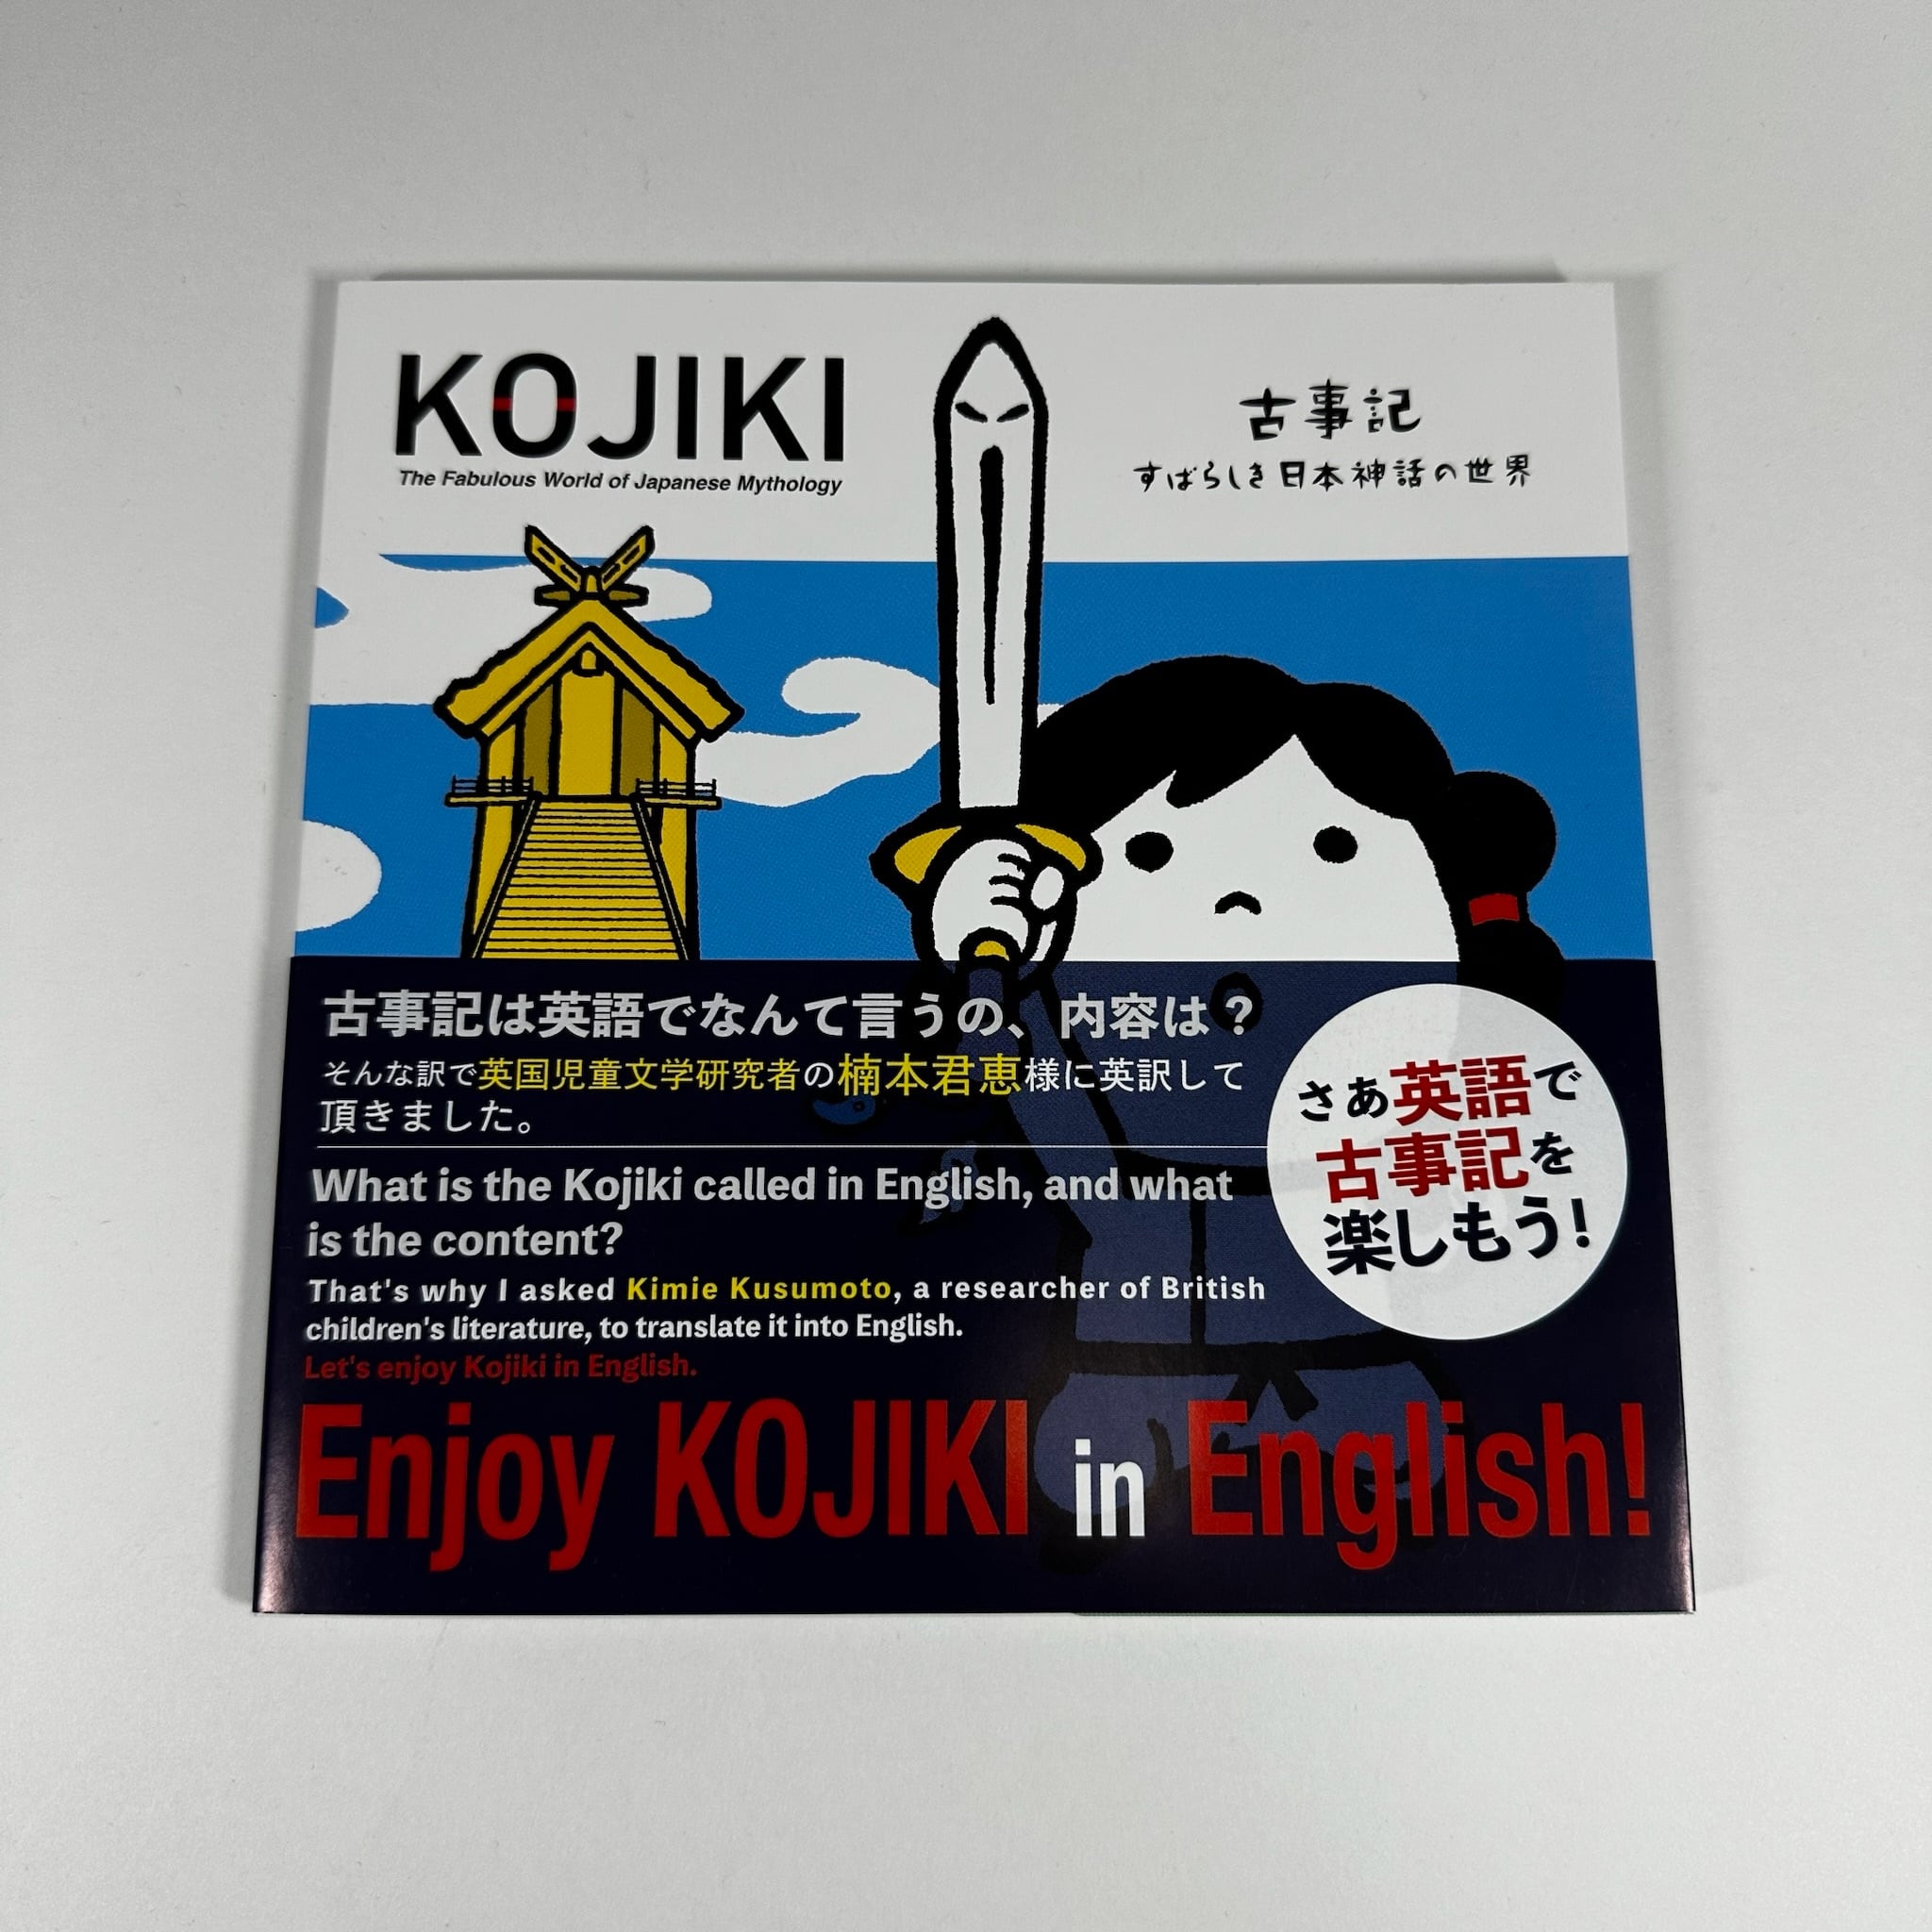 KOJIKI
The Fabulous World of Japanese Mythology
古事記
すばらしき日本神話の世界
古事記は英語でなんて言うの、内容は?
そんな訳で英国児童文学研究者の楠本君恵様に英訳して
頂きました。
What is the Kojiki called in English, and what
is the content?
That's why I asked Kimie Kusumoto, a researcher of British
children's literature, to translate it into English.
Let's enjoy Kojiki in English.
さあ英語で
古事記を
楽しもう!
Enjoy KOJIKI in English!